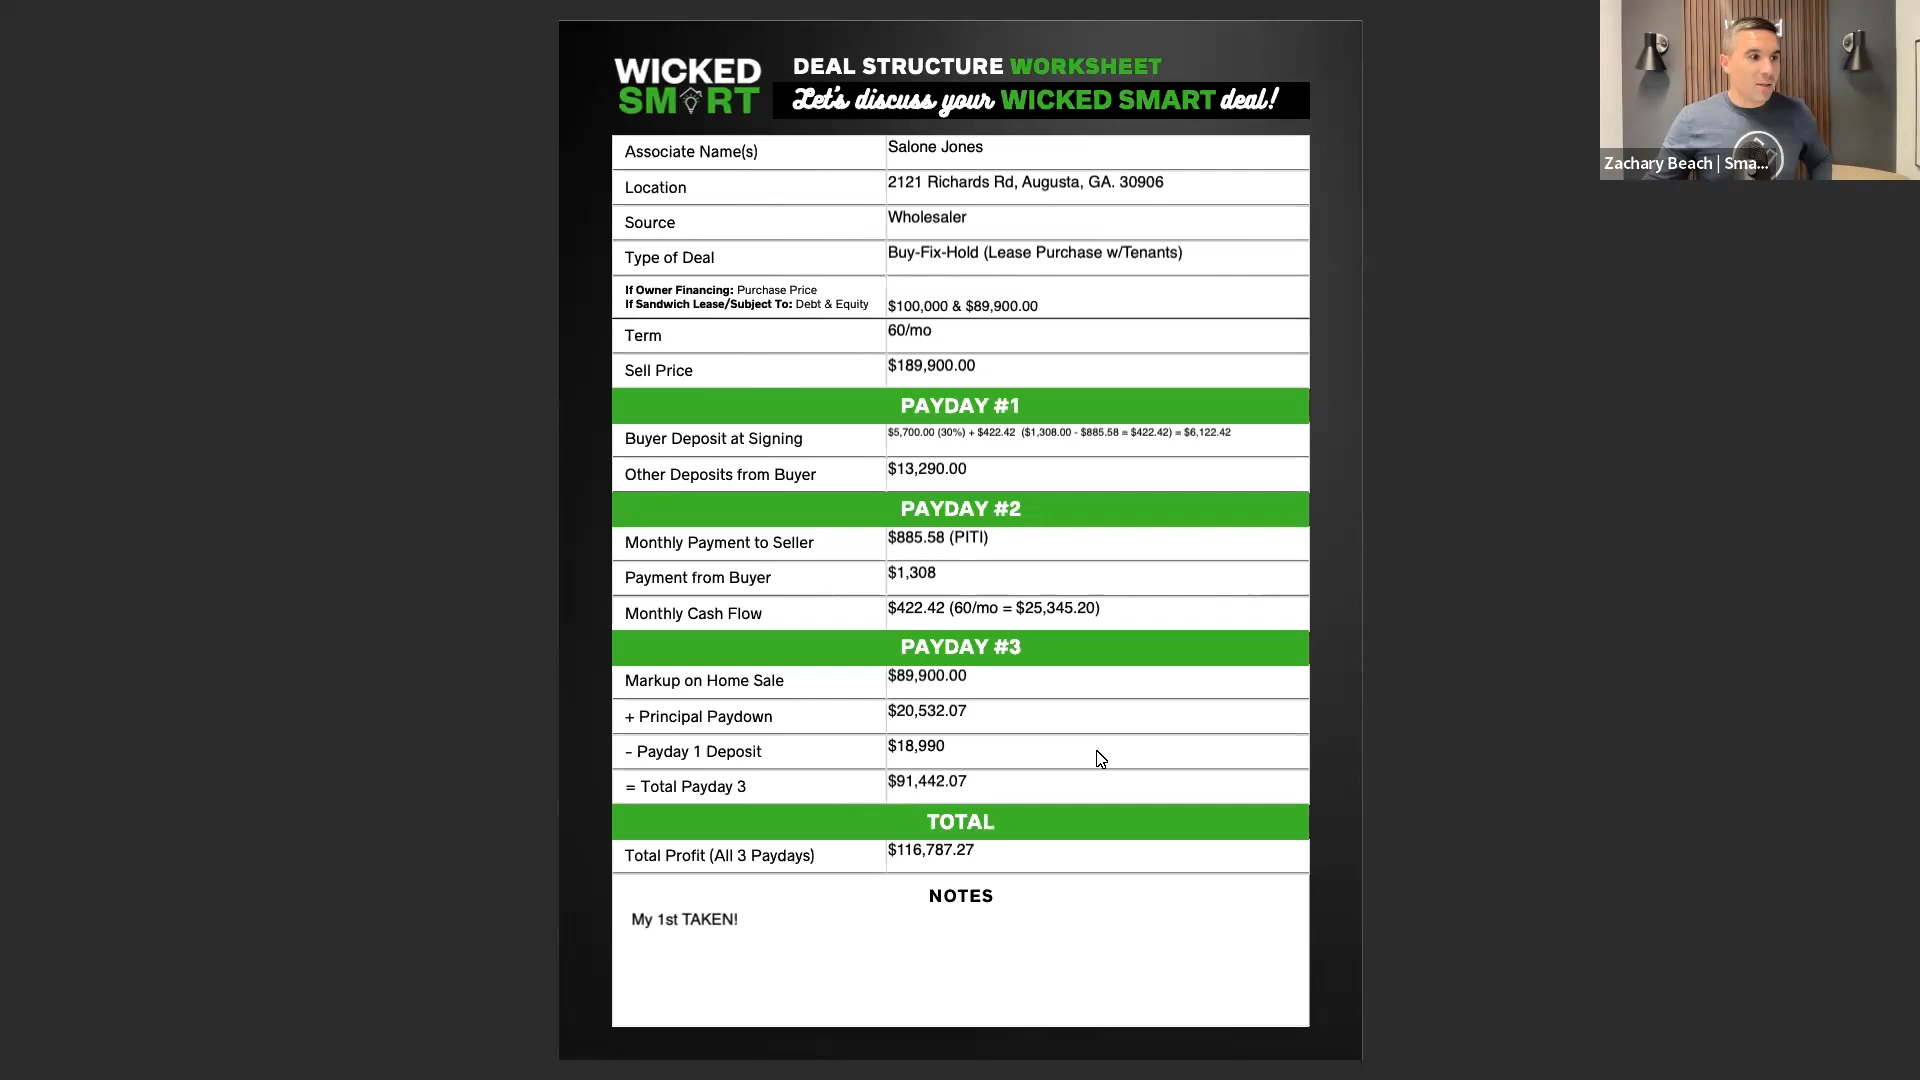 WICKED
SMART
DEAL STRUCTURE WORKSHEET
Let's discuss your WICKED SMART deal!
Associate Name(s) Salone Jones
Location 2121 Richards Rd, Augusta, GA. 30906
Source Wholesaler
Type of Deal Buy-Fix-Hold (Lease Purchase w/Tenants)
If Owner Financing: Purchase Price
If Sandwich Lease/Subject To: Debt & Equity $100,000 & $89,900.00
Term 60/mo
Sell Price $189,900.00
PAYDAY #1
Buyer Deposit at Signing $5,700.00 (30%) + $422.42 ($1,308.00 - $885.58 = $422.42) = $6,122.42
Other Deposits from Buyer $13,290.00
PAYDAY #2
Monthly Payment to Seller $885.58 (PITI)
Payment from Buyer $1,308
Monthly Cash Flow $422.42 (60/mo = $25,345.20)
PAYDAY #3
Markup on Home Sale $89,900.00
+ Principal Paydown $20,532.07
- Payday 1 Deposit $18,990
= Total Payday 3 $91,442.07
TOTAL
Total Profit (All 3 Paydays) $116,787.27
NOTES
My 1st TAKEN!
Zachary Beach | Sma...